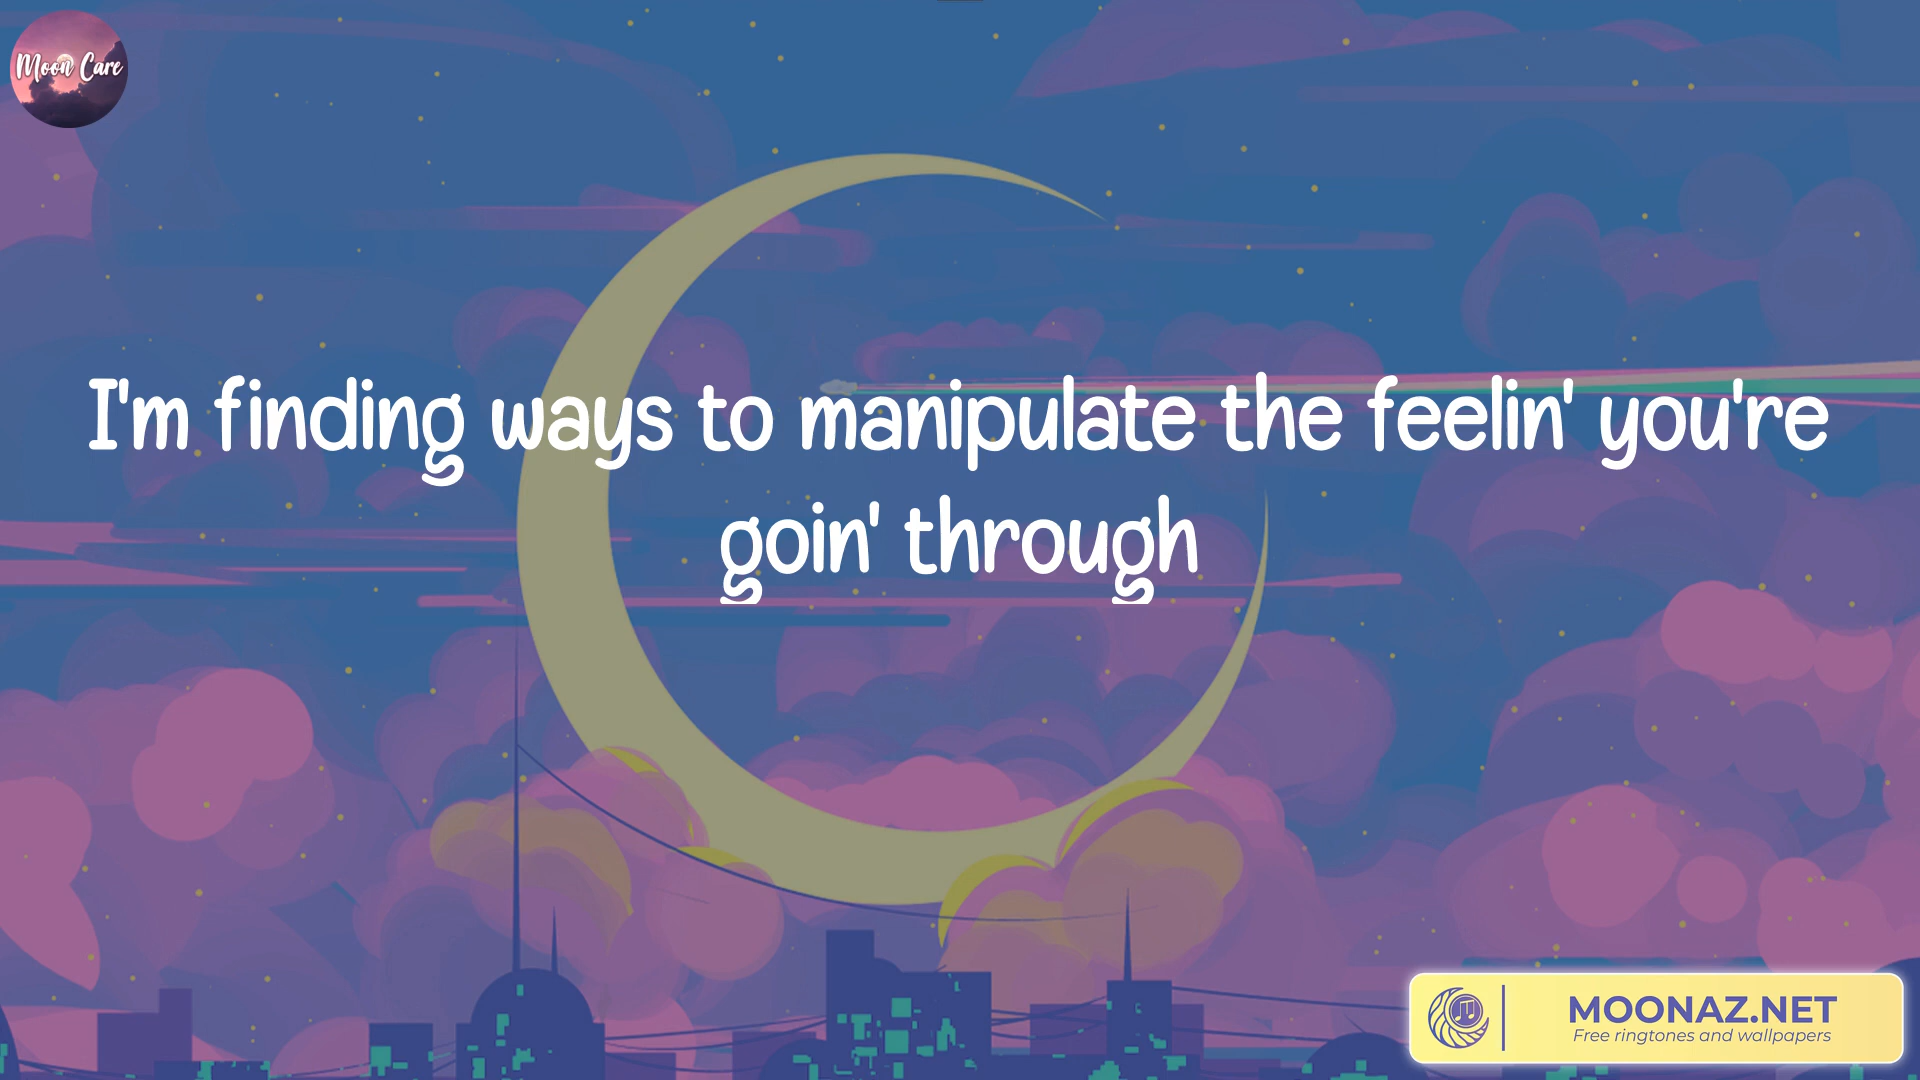 Moon Care
I'm finding ways to manipulate the feelin' you're
goin' through
MOONAZ.NET
Free ringtones and wallpapers